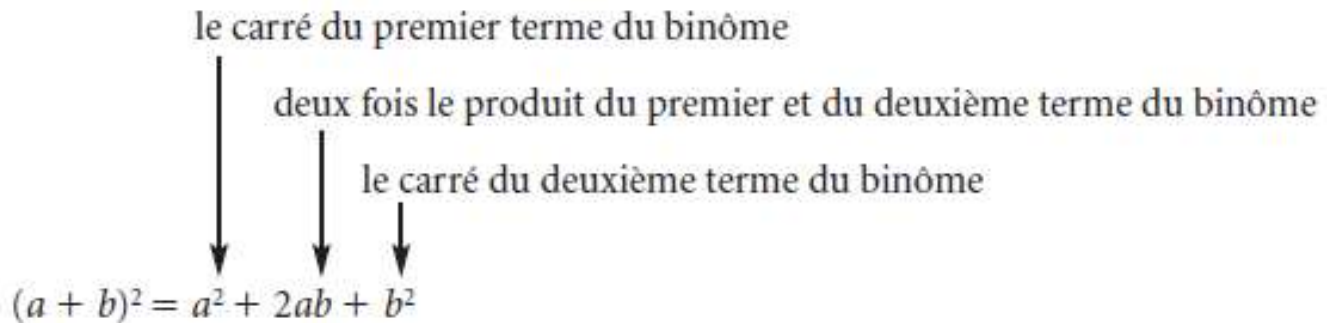 le carré du premier terme du binôme
deux fois le produit du premier et du deuxième terme du binôme
le carré du deuxième terme du binôme
(a + b)² = a² + 2ab + b²